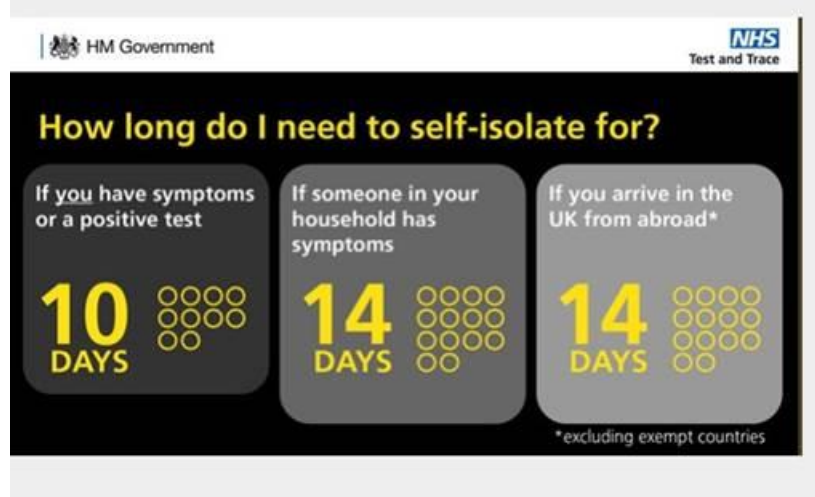 HM Government
NHS
Test and Trace
How long do I need to self-isolate for?
If you have symptoms
or a positive test
10
DAYS
If someone in your
household has
symptoms
14
DAYS
If you arrive in the
UK from abroad*
14
DAYS
*excluding exempt countries